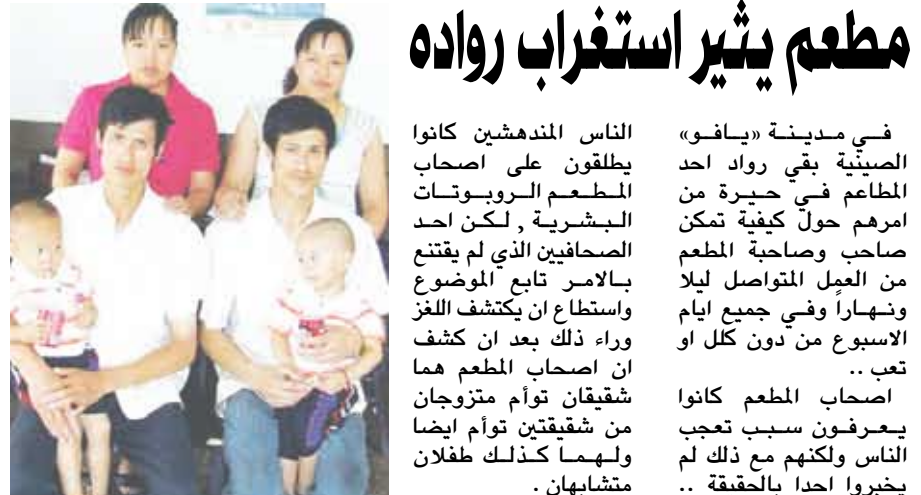 مطعم يثير استغراب رواده
في مدينة «يافو»
الصينية بقي رواد احد
المطاعم في حيرة من
امرهم حول كيفية تمكن
صاحب وصاحبة المطعم
من العمل المتواصل ليلا
ونهاراً وفي جميع ايام
الاسبوع من دون كلل او
تعب ..
اصحاب المطعم كانوا
يعرفون سبب تعجب
الناس ولكنهم مع ذلك لم
يخبروا احدا بالحقيقة ..
الناس المندهشين كانوا
يطلقون على اصحاب
المطعم الروبوتات
البشرية , لكن احد
الصحافيين الذي لم يقتنع
بالامر تابع الموضوع
واستطاع ان يكتشف اللغز
وراء ذلك بعد ان كشف
ان اصحاب المطعم هما
شقيقان توأم متزوجان
من شقيقتين توأم ايضا
ولهما كذلك طفلان
متشابهان .